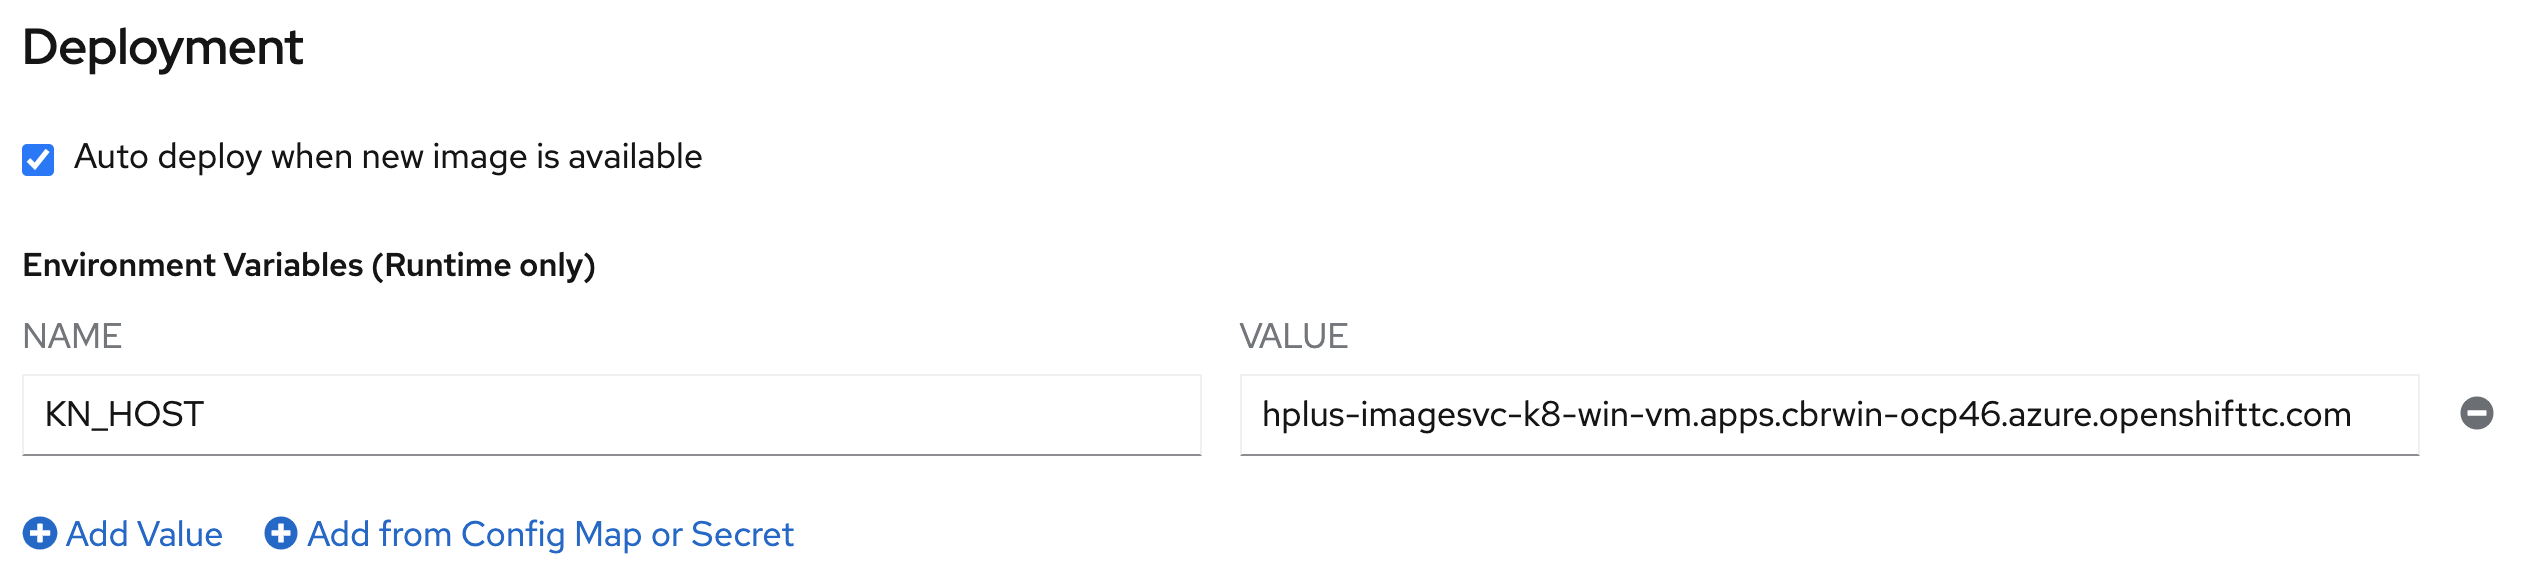 Deployment
Auto deploy when new image is available
Environment Variables (Runtime only)
NAME VALUE
KN_HOST hplus-imagesvc-k8-win-vm.apps.cbrwin-ocp46.azure.openshifttc.com
Add Value Add from Config Map or Secret